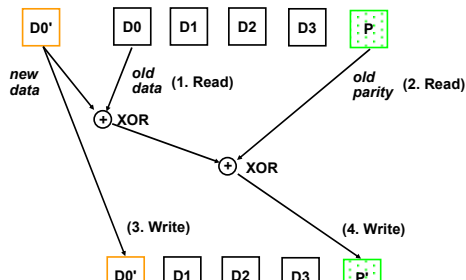 D0' D0 D1 D2 D3 P
new data
old data (1. Read)
old parity (2. Read)
+ XOR
+ XOR
(3. Write) (4. Write)
D0' D1 D2 D3 P'